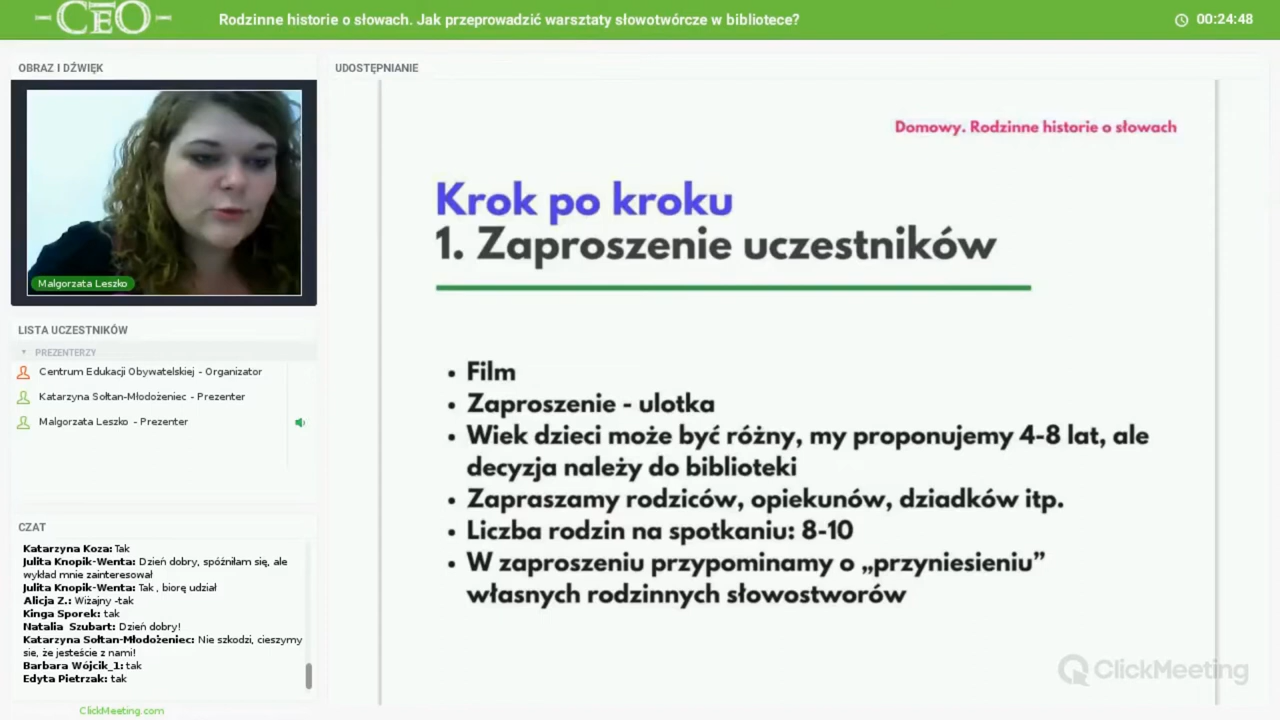 CEO
Rodzinne historie o słowach. Jak przeprowadzić warsztaty słowotwórcze w bibliotece?
00:24:48
OBRAZ I DŹWIĘK
Malgorzata Leszko
LISTA UCZESTNIKÓW
PREZENTERZY
Centrum Edukacji Obywatelskiej - Organizator
Katarzyna Sołtan-Młodożeniec - Prezenter
Malgorzata Leszko - Prezenter
CZAT
Katarzyna Koza: Tak
Julita Knopik-Wenta: Dzień dobry, spóżniłam się, ale
wykład mnie zainteresował
Julita Knopik-Wenta: Tak , biorę udział
Alicja Z.: Wiżajny -tak
Kinga Sporek: tak
Natalia Szubart: Dzień dobry!
Katarzyna Sołtan-Młodożeniec: Nie szkodzi, cieszymy
sie, że jesteście z nami!
Barbara Wójcik_1: tak
Edyta Pietrzak: tak
ClickMeeting.com
UDOSTĘPNIANIE
Domowy. Rodzinne historie o słowach
Krok po kroku
1. Zaproszenie uczestników
• Film
• Zaproszenie - ulotka
• Wiek dzieci może być różny, my proponujemy 4-8 lat, ale
decyzja należy do biblioteki
• Zapraszamy rodziców, opiekunów, dziadków itp.
• Liczba rodzin na spotkaniu: 8-10
• W zaproszeniu przypominamy o „przyniesieniu”
własnych rodzinnych słowostworów
ClickMeeting